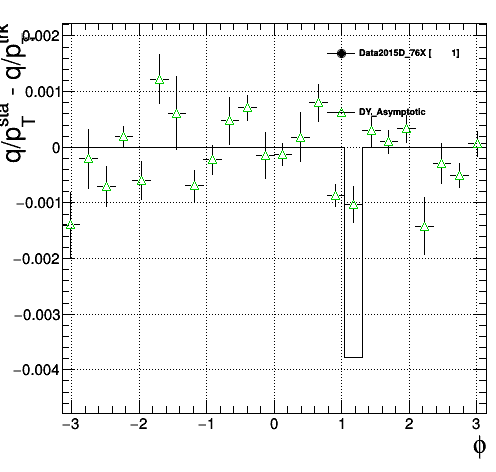 q/p_T^sta - q/p_T^trk
0.002
0.001
0
−0.001
−0.002
−0.003
−0.004
Data2015D_76X [ 1]
DY_Asymptotic
−3 −2 −1 0 1 2 3
ϕ